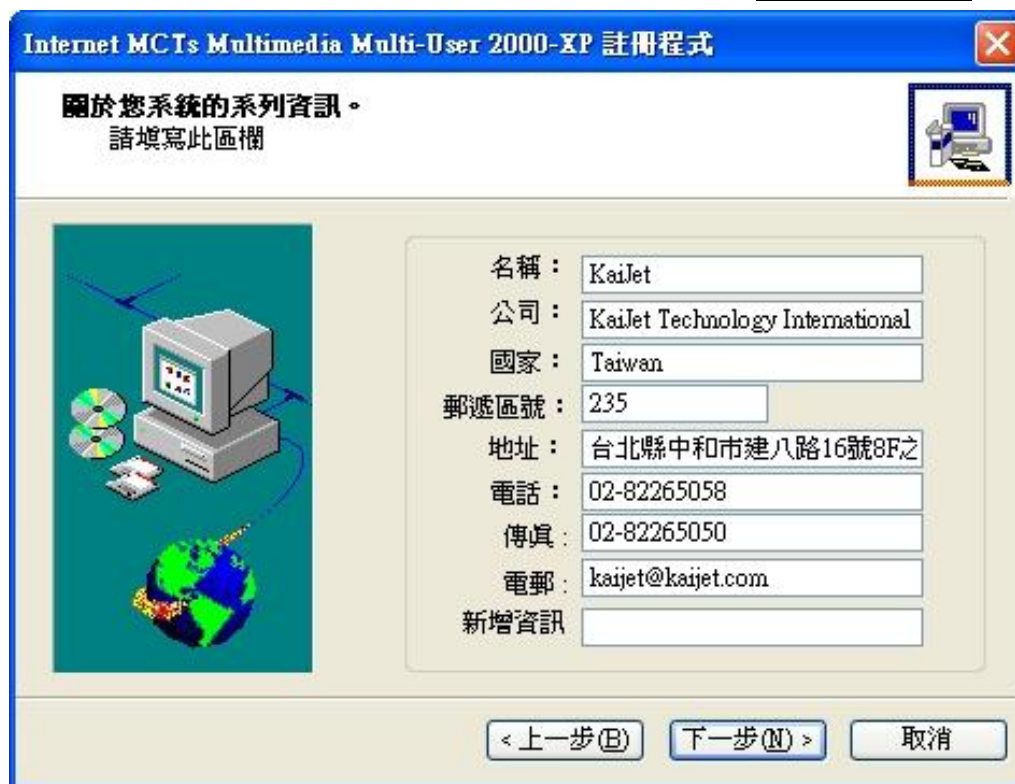 Internet MCTs Multimedia Multi-User 2000-XP 註冊程式
關於您系統的系列資訊。
請填寫此區欄
名稱： KaiJet
公司： KaiJet Technology International
國家： Taiwan
郵遞區號： 235
地址： 台北縣中和市建八路16號8F之
電話： 02-82265058
傳真: 02-82265050
電郵: kaijet@kaijet.com
新增資訊
<上一步(B) 下一步(N)> 取消